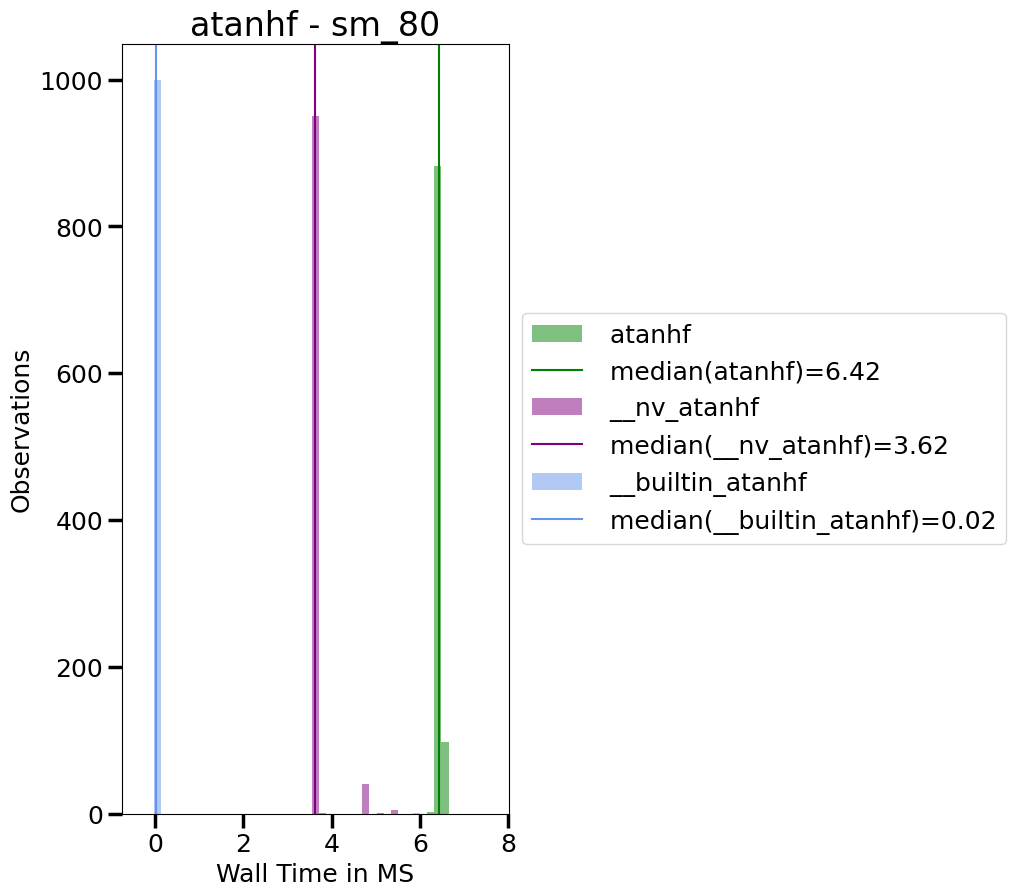 atanhf - sm_80
Observations
1000
800
600
400
200
0
0 2 4 6 8
Wall Time in MS
atanhf
median(atanhf)=6.42
__nv_atanhf
median(__nv_atanhf)=3.62
__builtin_atanhf
median(__builtin_atanhf)=0.02